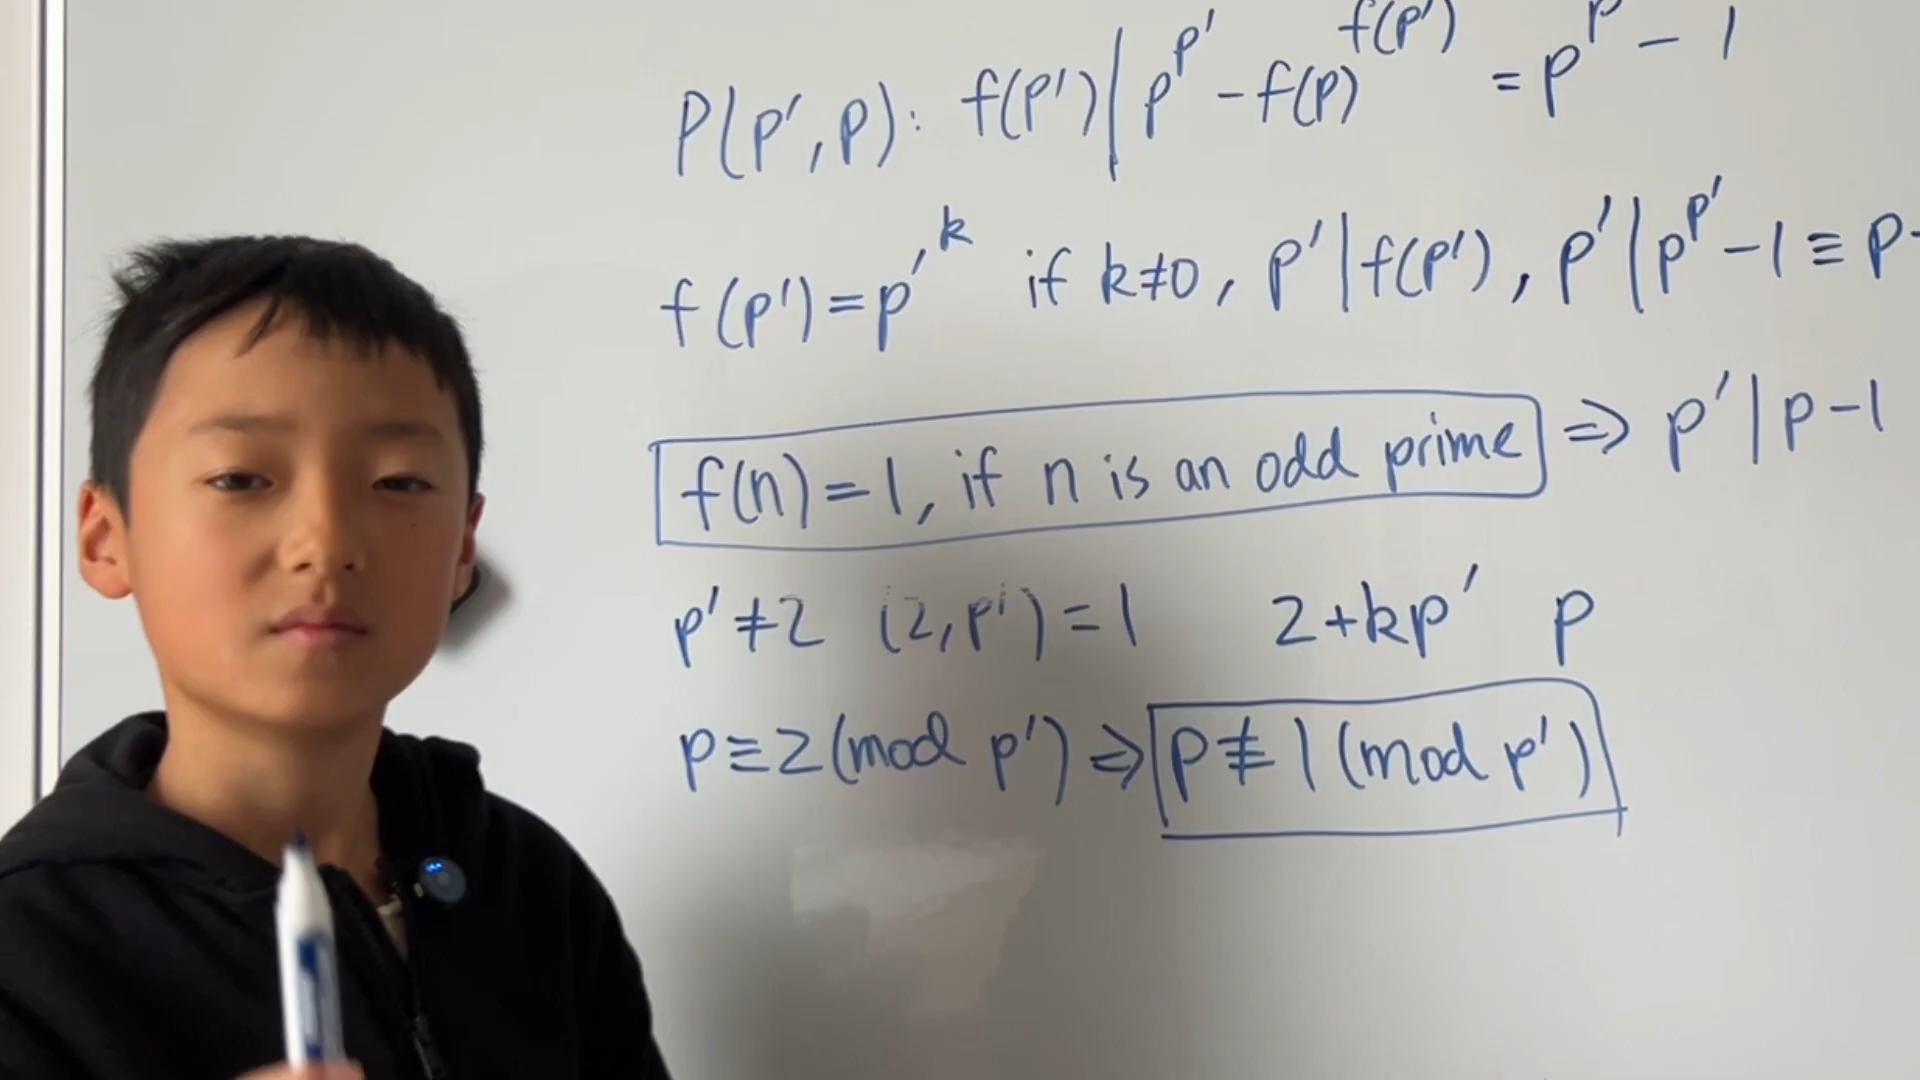 P(p', p): f(p') | p^{p'} - f(p)^{f(p')} = p^{p} - 1
f(p') = p'^k if k≠0, p' | f(p'), p' | p^{p'} - 1 ≡ p-
f(n) = 1, if n is an odd prime ⇒ p' | p-1
p' ≠ 2 (2, p') = 1 2+kp' p
p ≡ 2 (mod p') ⇒ p ≢ 1 (mod p')